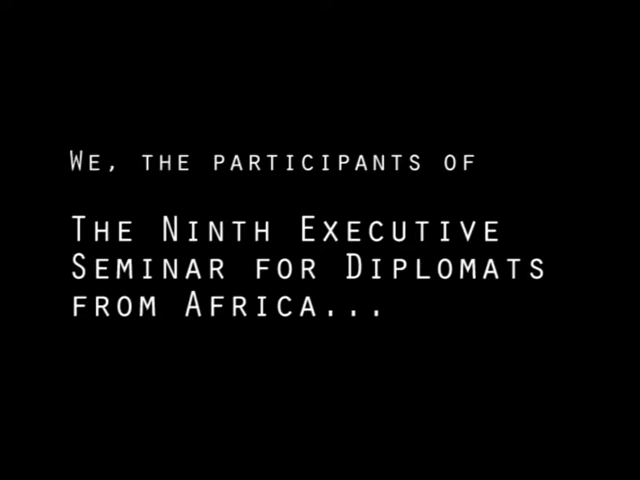 We, the participants of
The Ninth Executive
Seminar for Diplomats
from Africa...